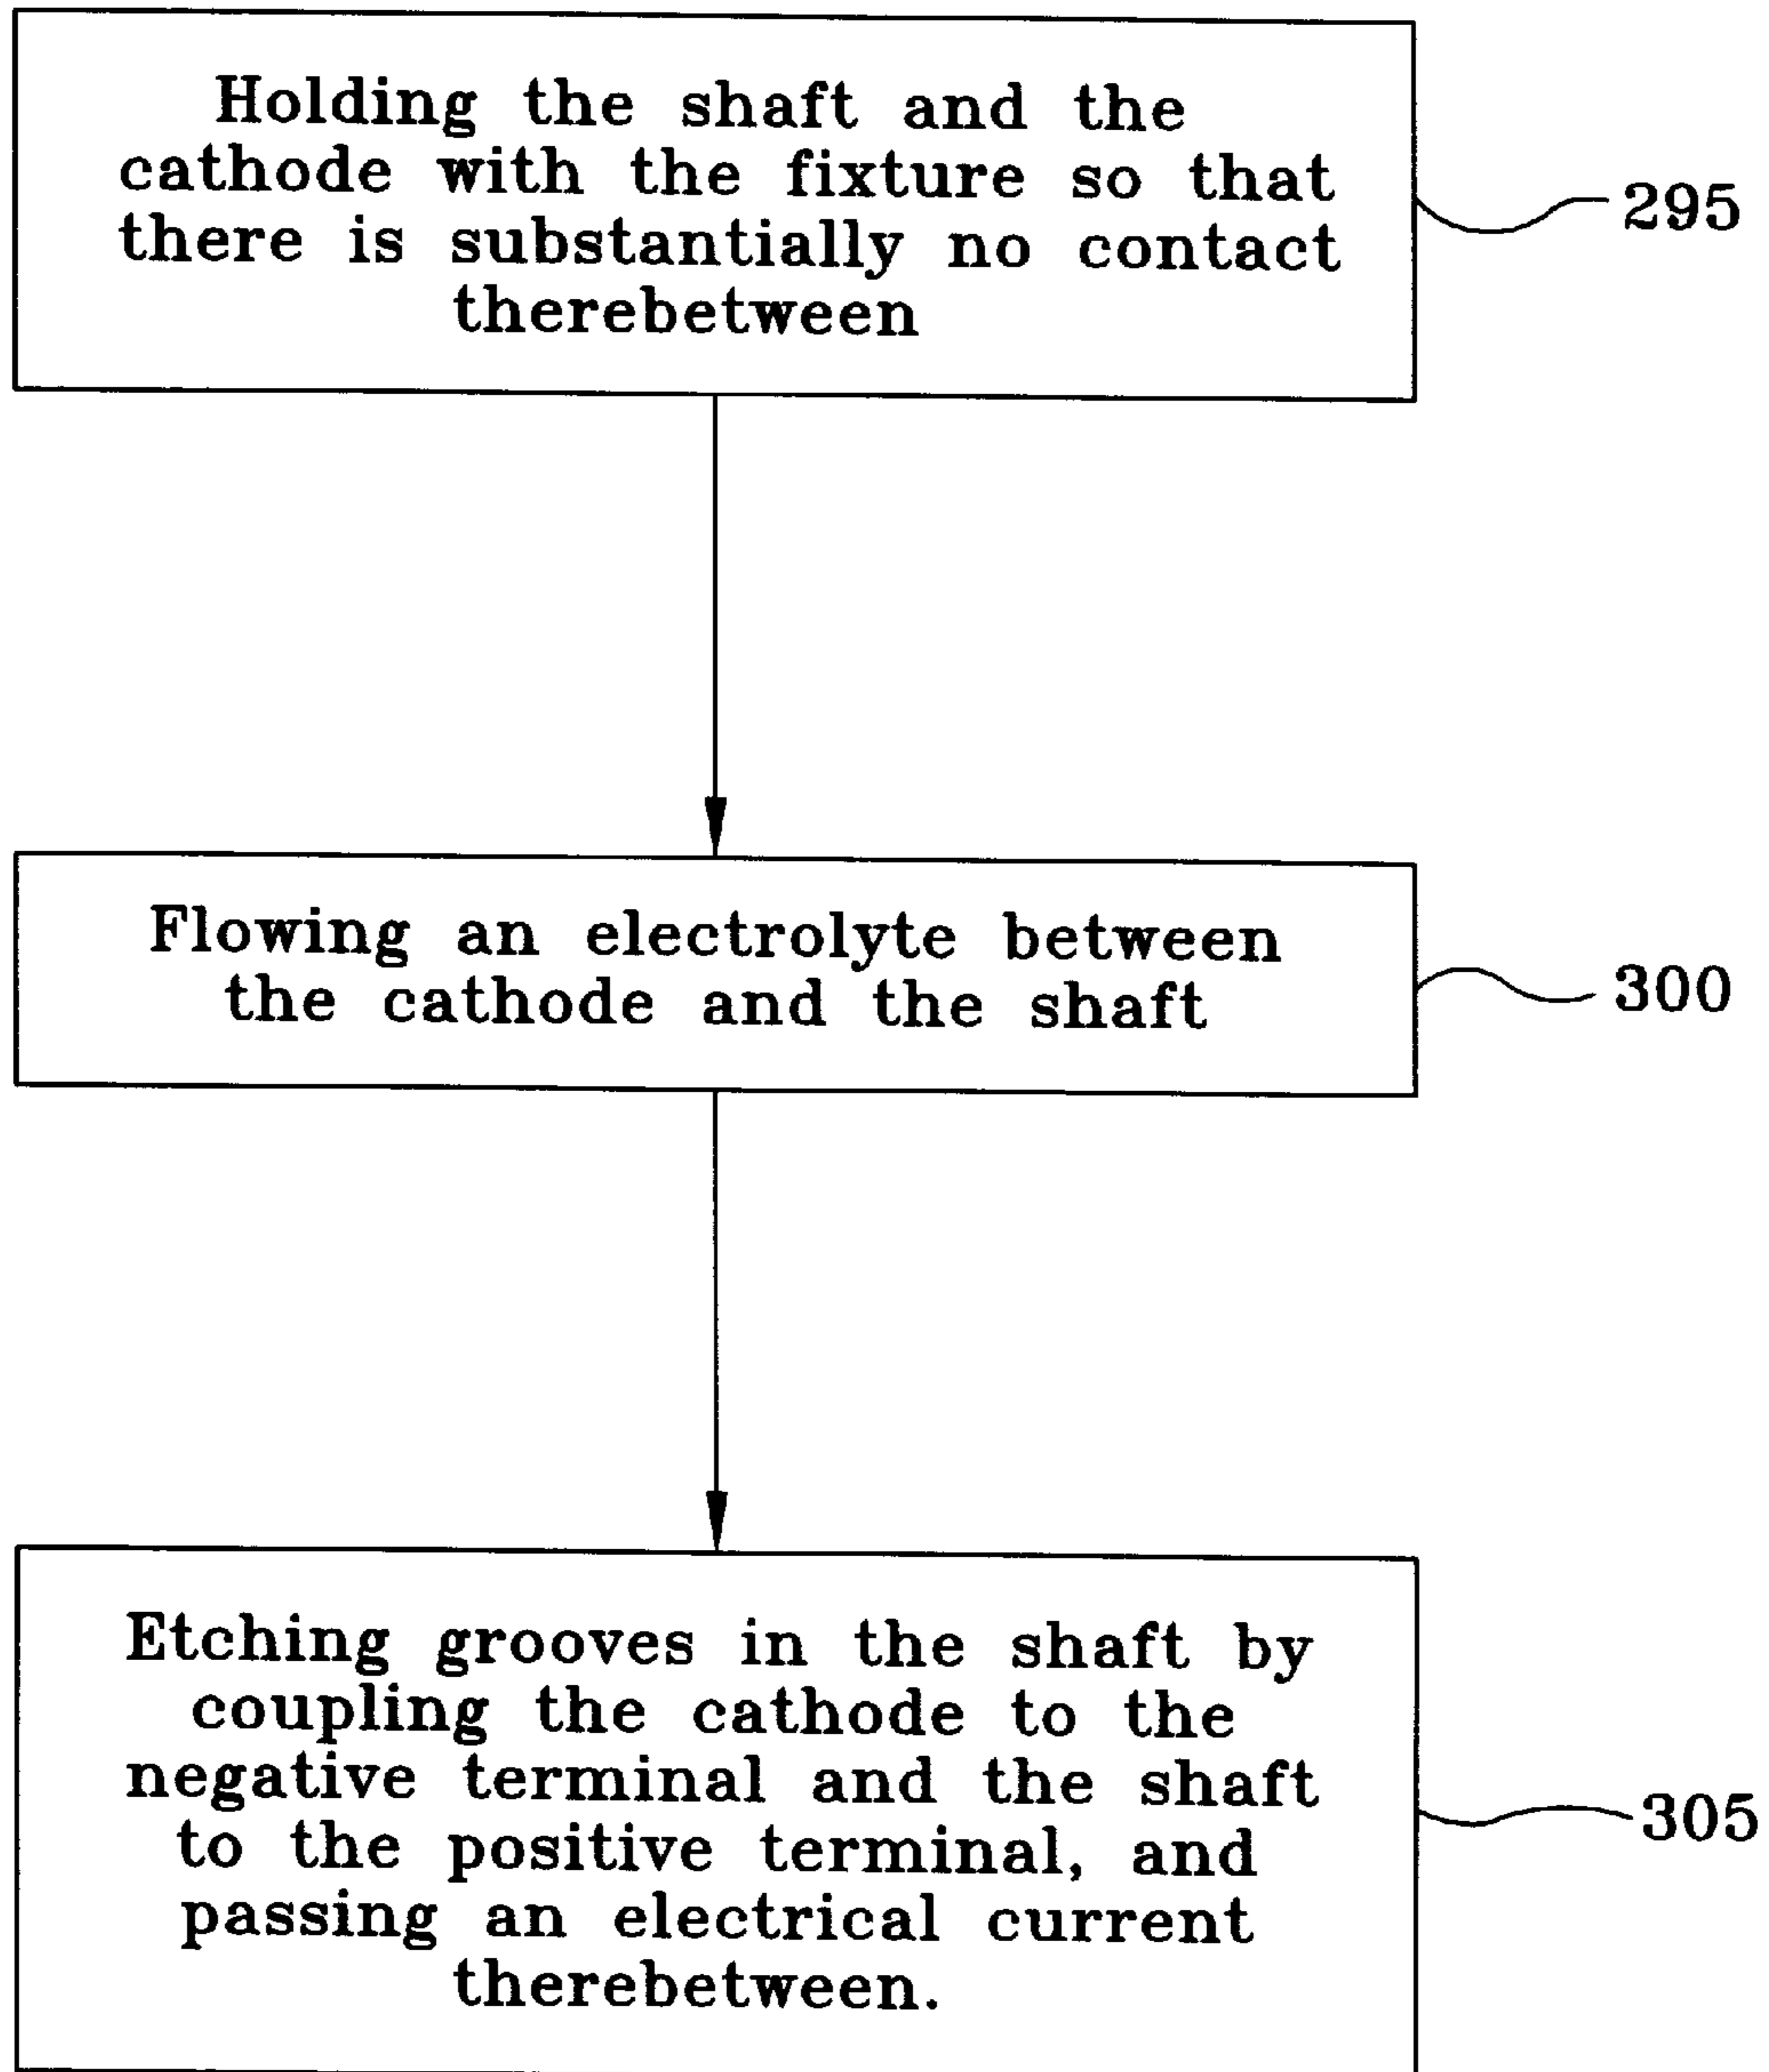 Holding the shaft and the
cathode with the fixture so that
there is substantially no contact
therebetween
295
Flowing an electrolyte between
the cathode and the shaft
300
Etching grooves in the shaft by
coupling the cathode to the
negative terminal and the shaft
to the positive terminal, and
passing an electrical current
therebetween.
305